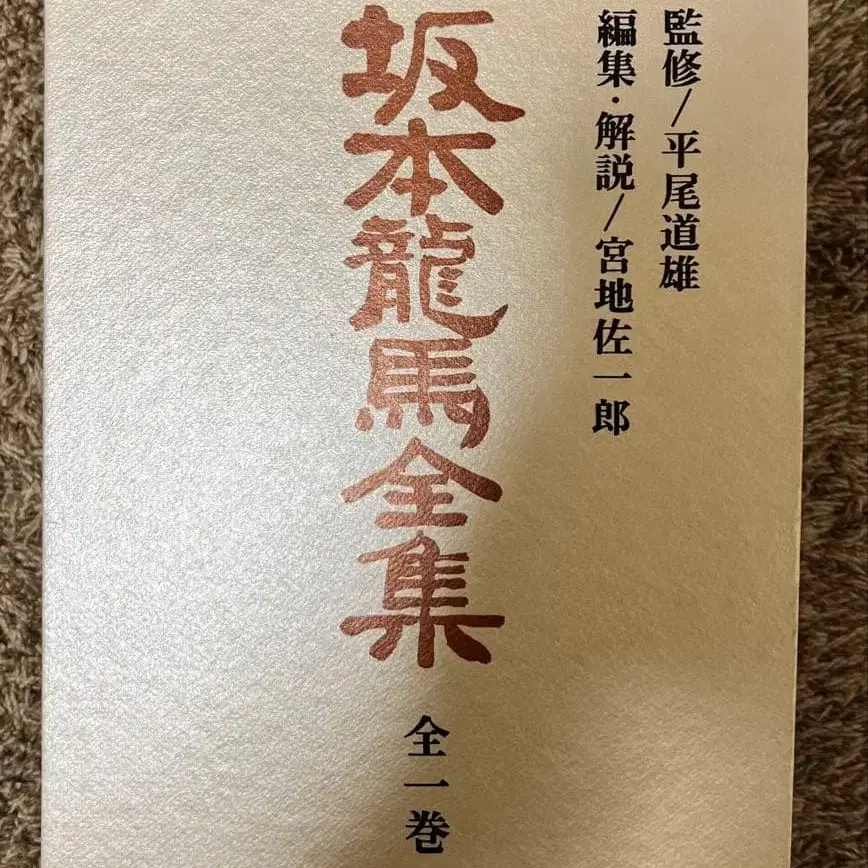 監修/平尾道雄
編集・解説/宮地佐一郎
坂本龍馬全集
全一巻